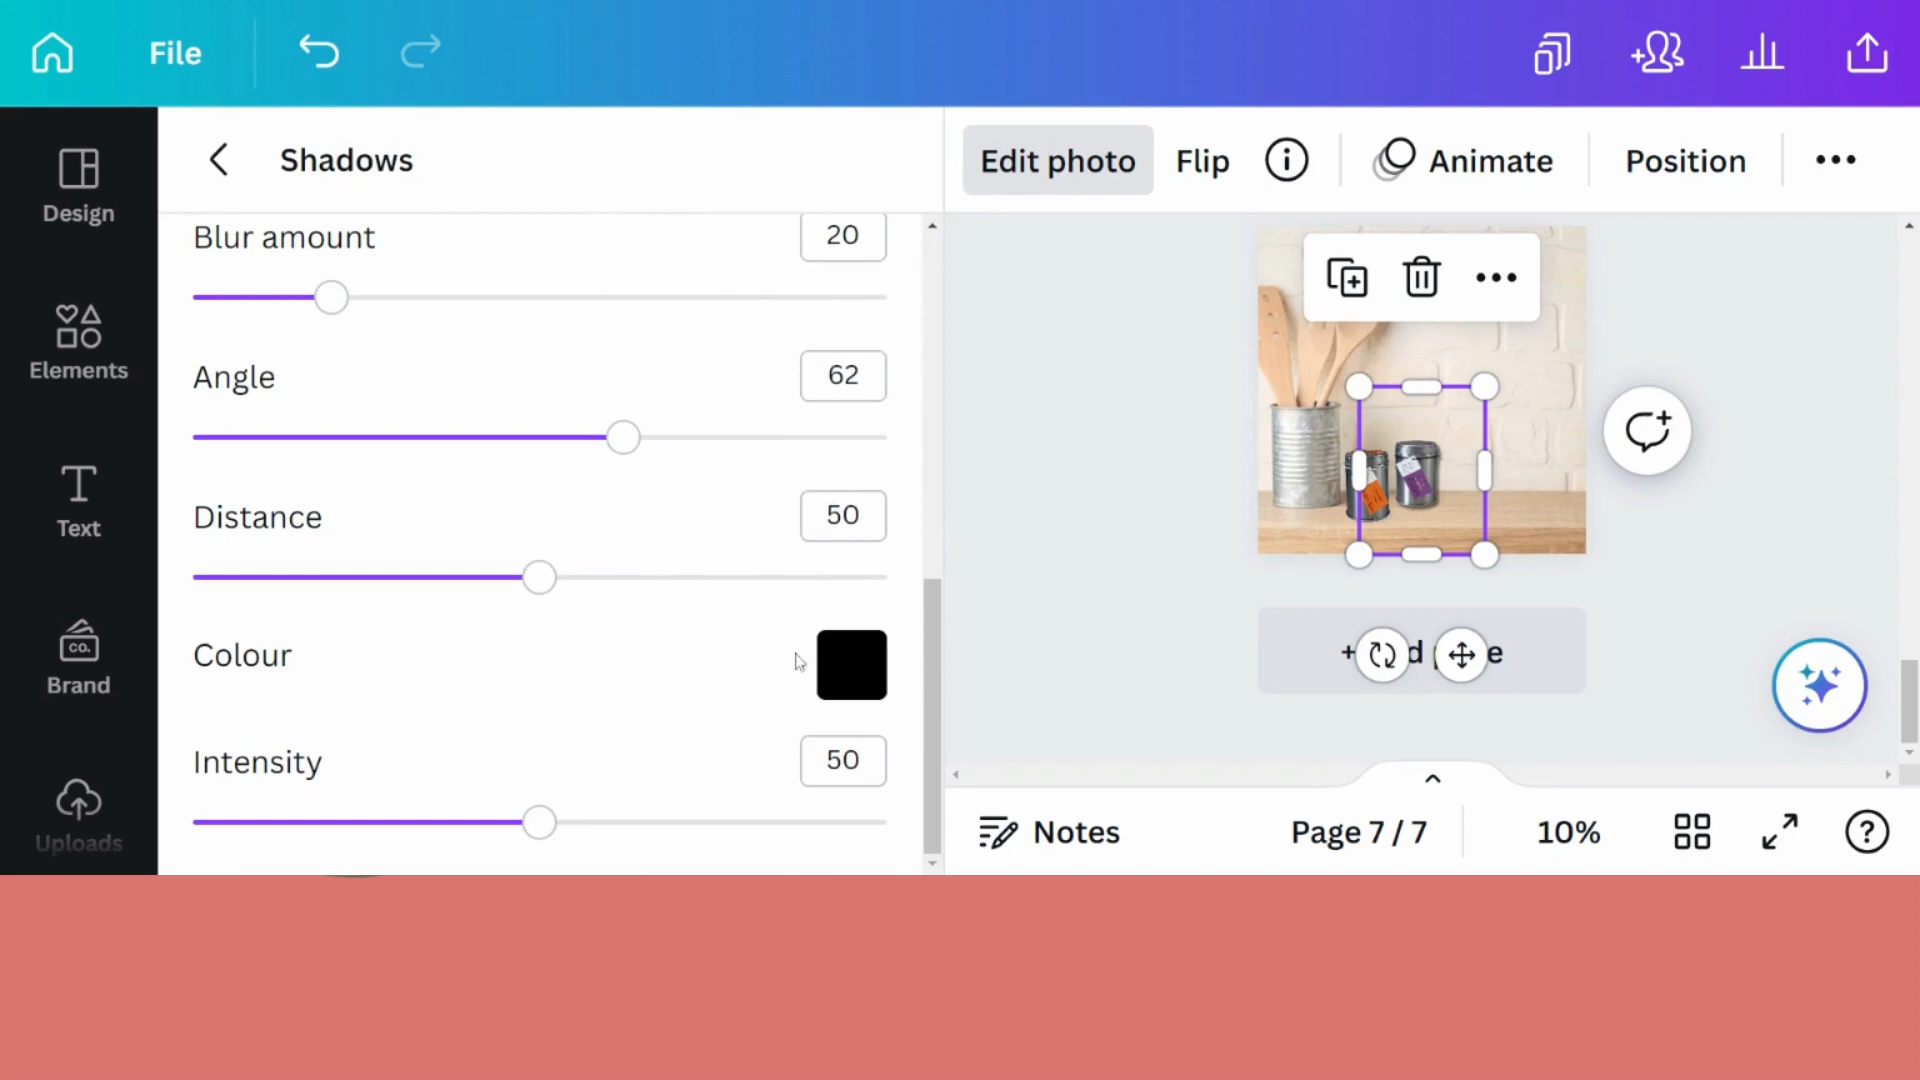 File
Design
Elements
Text
CO.
Brand
Uploads
Shadows
Blur amount
20
Angle
62
Distance
50
Colour
Intensity
50
Edit photo
Flip
Animate
Position
Notes
Page 7 / 7
10%